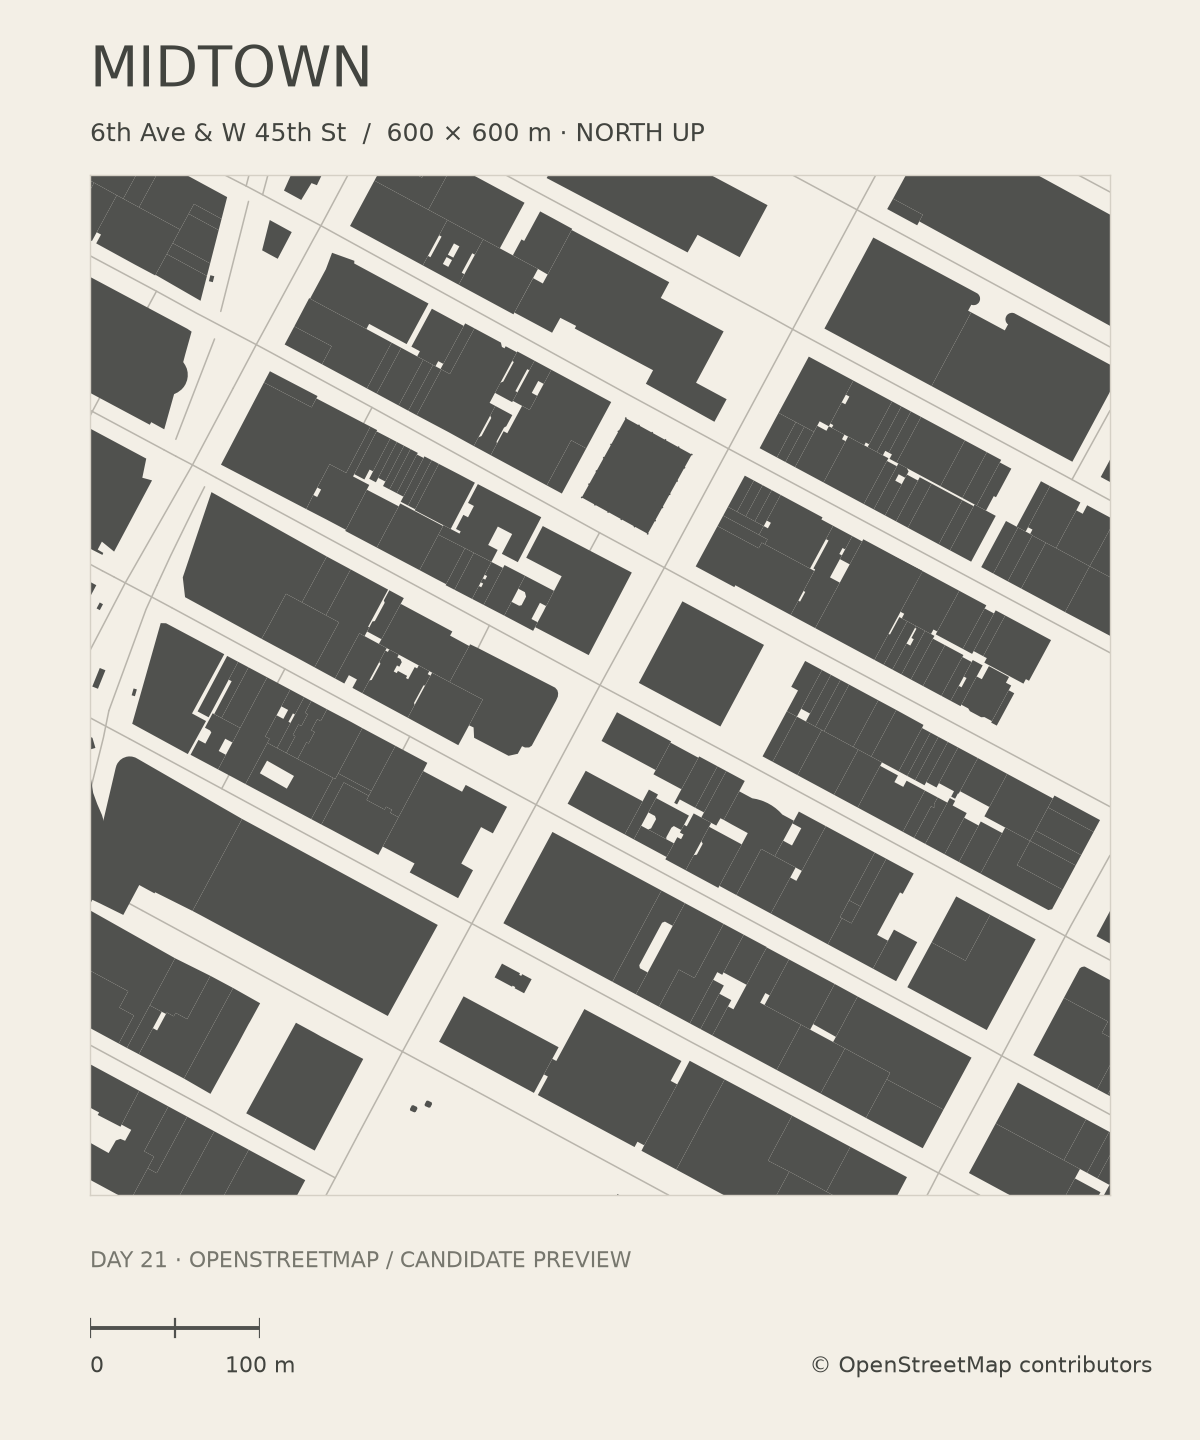 MIDTOWN
6th Ave & W 45th St / 600 × 600 m · NORTH UP
DAY 21 · OPENSTREETMAP / CANDIDATE PREVIEW
0 100 m
© OpenStreetMap contributors